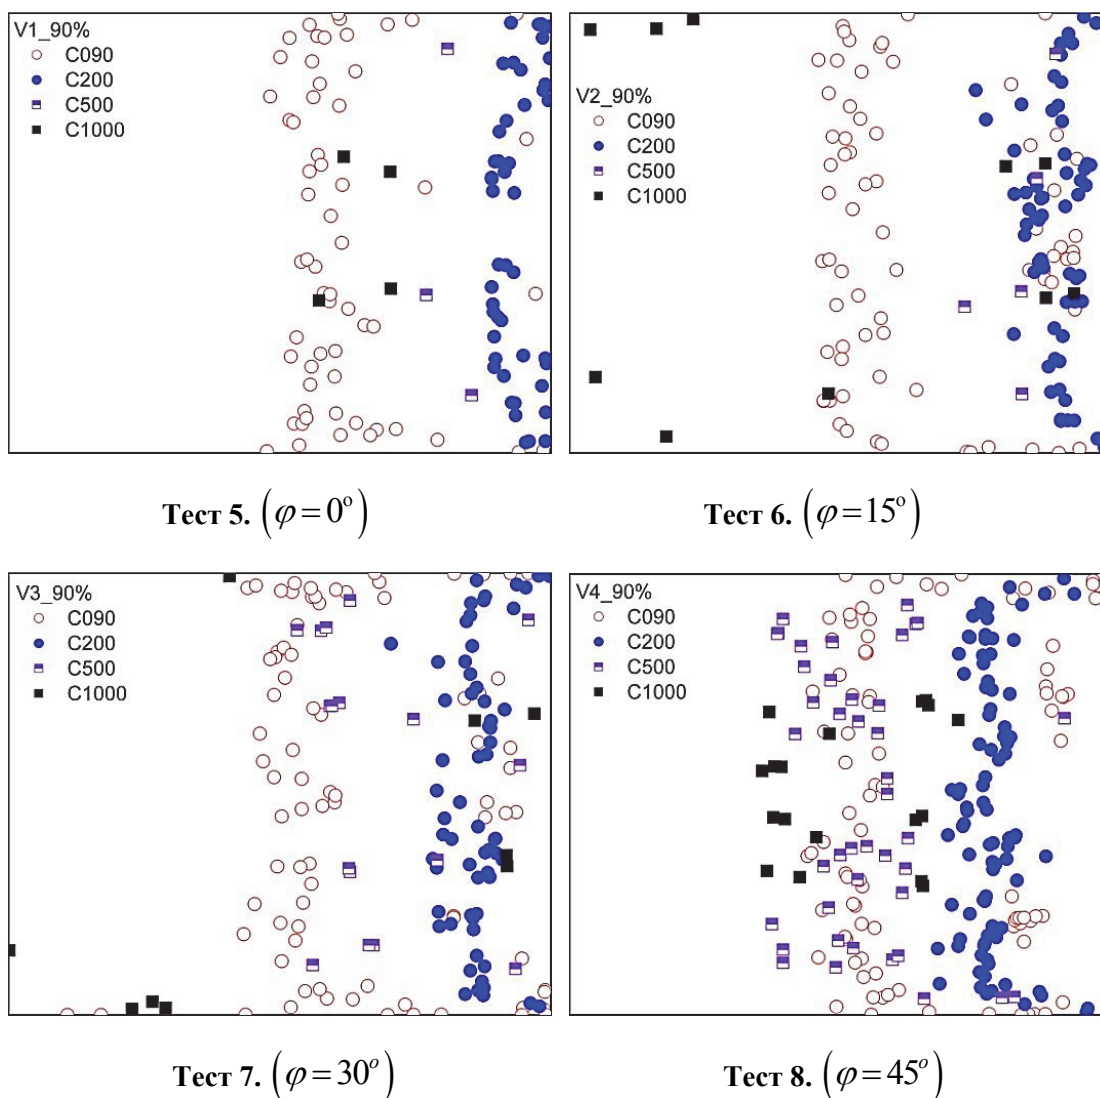 V1_90%
C090
C200
C500
C1000
V2_90%
C090
C200
C500
C1000
Тест 5. (φ = 0°)
Тест 6. (φ = 15°)
V3_90%
C090
C200
C500
C1000
V4_90%
C090
C200
C500
C1000
Тест 7. (φ = 30°)
Тест 8. (φ = 45°)